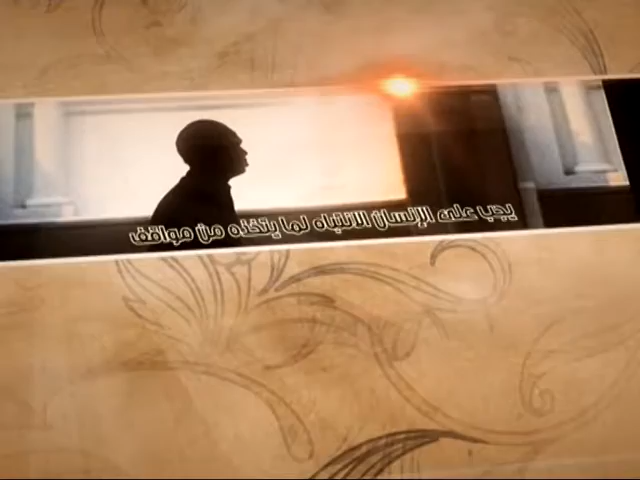 يجب على الإنسان الانتباه لما يتخذه من مواقف